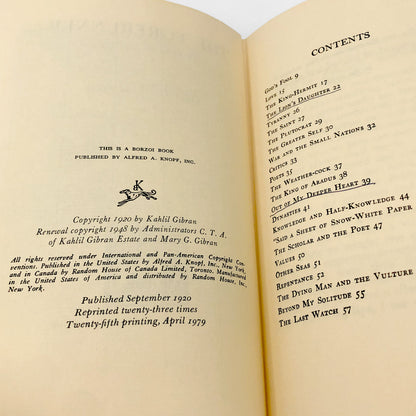 THIS IS A BORZOI BOOK
PUBLISHED BY ALFRED A. KNOPF, INC.
K
Copyright 1920 by Kahlil Gibran
Renewal copyright 1948 by Administrators C. T. A.
of Kahlil Gibran Estate and Mary G. Gibran
All rights reserved under International and Pan-American Copyright Con-
ventions. Published in the United States by Alfred A. Knopf, Inc., New York,
and in Canada by Random House of Canada Limited, Toronto. Manufactured
in the United States of America and distributed by Random House, Inc.,
New York.
Published September 1920
Reprinted twenty-three times
Twenty-fifth printing, April 1979
CONTENTS
GOD'S FOOL 9
LOVE 15
THE KING-HERMIT 17
THE LION'S DAUGHTER 22
TYRANNY 26
THE SAINT 27
THE PLUTOCRAT 29
THE GREATER SELF 30
WAR AND THE SMALL NATIONS 32
CRITICS 33
POETS 35
THE WEATHER-COCK 37
THE KING OF ARADUS 38
OUT OF MY DEEPER HEART 39
DYNASTIES 41
KNOWLEDGE AND HALF-KNOWLEDGE 44
"SAID A SHEET OF SNOW-WHITE PAPER
THE SCHOLAR AND THE POET 47
VALUES 50
OTHER SEAS 51
REPENTANCE 52
THE DYING MAN AND THE VULTURE
BEYOND MY SOLITUDE 55
THE LAST WATCH 57